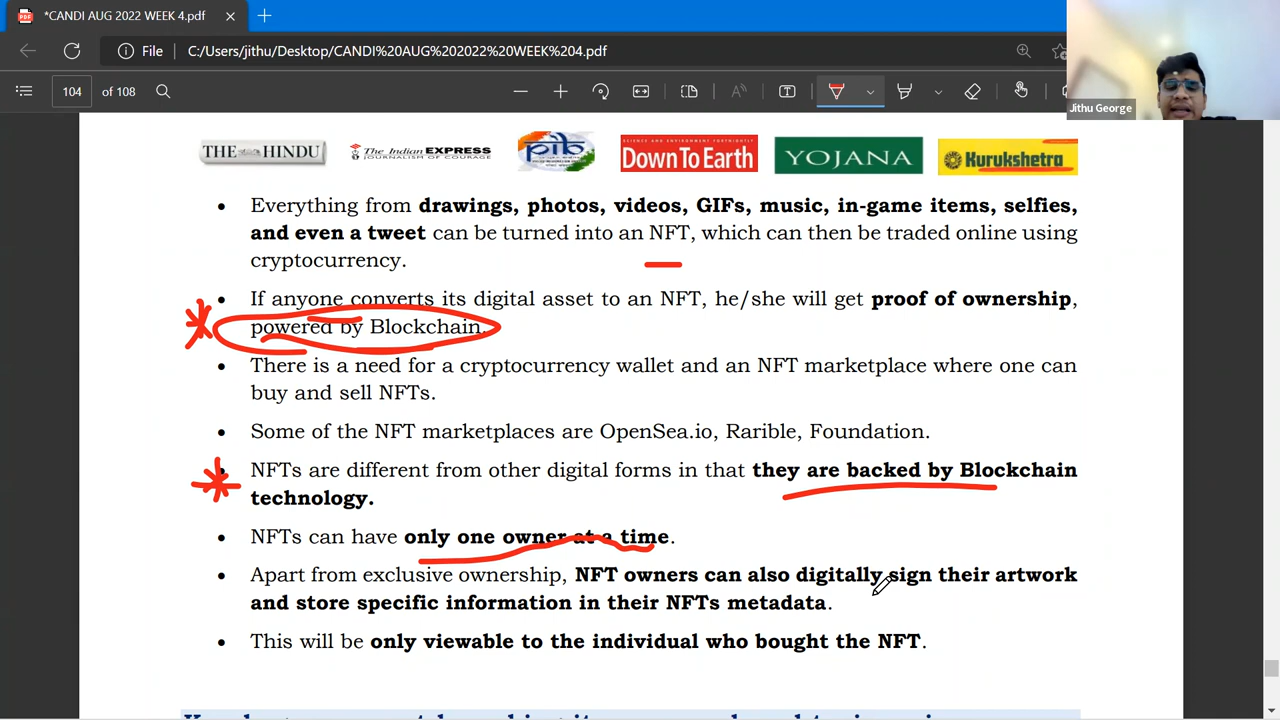 *CANDI AUG 2022 WEEK 4.pdf
File
C:/Users/jithu/Desktop/CANDI%20AUG%202022%20WEEK%204.pdf
104 of 108
Jithu George
THE HINDU
The Indian EXPRESS
JOURNALISM OF COURAGE
pib
SCIENCE AND ENVIRONMENT FORTNIGHTLY
Down To Earth
YOJANA
Kurukshetra
• Everything from drawings, photos, videos, GIFs, music, in-game items, selfies,
and even a tweet can be turned into an NFT, which can then be traded online using
cryptocurrency.
• If anyone converts its digital asset to an NFT, he/she will get proof of ownership,
powered by Blockchain.
• There is a need for a cryptocurrency wallet and an NFT marketplace where one can
buy and sell NFTs.
• Some of the NFT marketplaces are OpenSea.io, Rarible, Foundation.
• NFTs are different from other digital forms in that they are backed by Blockchain
technology.
• NFTs can have only one owner at a time.
• Apart from exclusive ownership, NFT owners can also digitally sign their artwork
and store specific information in their NFTs metadata.
• This will be only viewable to the individual who bought the NFT.